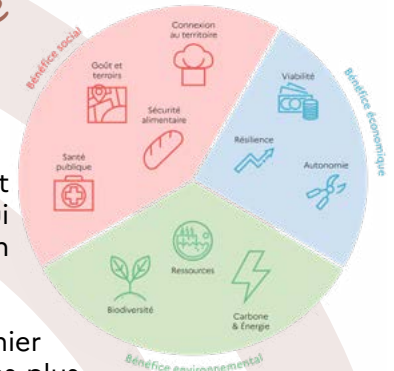 Bénéfice social
Connexion
au territoire
Goût et
terroirs
Sécurité
alimentaire
Santé
publique
Bénéfice économique
Viabilité
Résilience
Autonomie
Ressources
Biodiversité
Carbone
& Énergie
Bénéfice environnemental